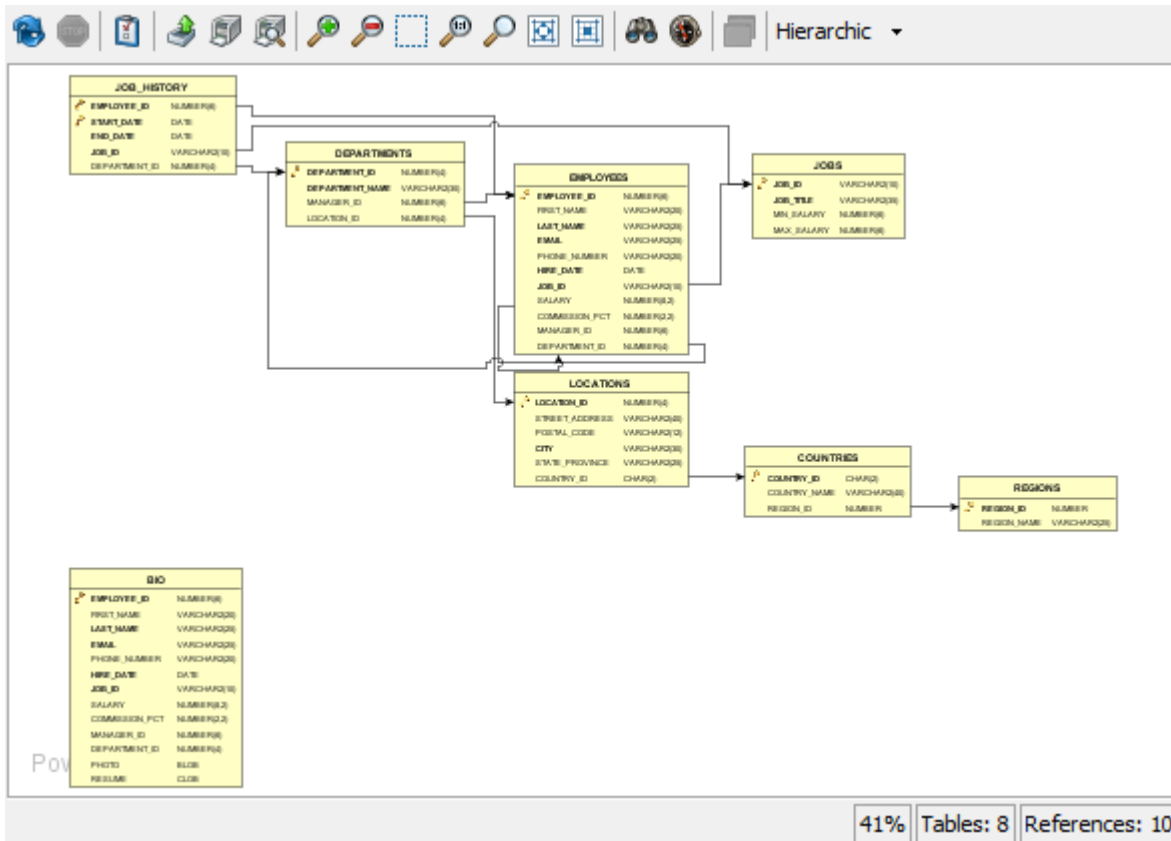 STOP
1:1
Hierarchic
JOB_HISTORY
EMPLOYEE_ID NUMBER(6)
START_DATE DATE
END_DATE DATE
JOB_ID VARCHAR2(10)
DEPARTMENT_ID NUMBER(4)
DEPARTMENTS
DEPARTMENT_ID NUMBER(4)
DEPARTMENT_NAME VARCHAR2(30)
MANAGER_ID NUMBER(6)
LOCATION_ID NUMBER(4)
EMPLOYEES
EMPLOYEE_ID NUMBER(6)
FIRST_NAME VARCHAR2(20)
LAST_NAME VARCHAR2(25)
EMAIL VARCHAR2(25)
PHONE_NUMBER VARCHAR2(20)
HIRE_DATE DATE
JOB_ID VARCHAR2(10)
SALARY NUMBER(8,2)
COMMISSION_PCT NUMBER(2,2)
MANAGER_ID NUMBER(6)
DEPARTMENT_ID NUMBER(4)
JOBS
JOB_ID VARCHAR2(10)
JOB_TITLE VARCHAR2(35)
MIN_SALARY NUMBER(6)
MAX_SALARY NUMBER(6)
LOCATIONS
LOCATION_ID NUMBER(4)
STREET_ADDRESS VARCHAR2(40)
POSTAL_CODE VARCHAR2(12)
CITY VARCHAR2(30)
STATE_PROVINCE VARCHAR2(25)
COUNTRY_ID CHAR(2)
COUNTRIES
COUNTRY_ID CHAR(2)
COUNTRY_NAME VARCHAR2(40)
REGION_ID NUMBER
REGIONS
REGION_ID NUMBER
REGION_NAME VARCHAR2(25)
BIO
EMPLOYEE_ID NUMBER(6)
FIRST_NAME VARCHAR2(20)
LAST_NAME VARCHAR2(25)
EMAIL VARCHAR2(25)
PHONE_NUMBER VARCHAR2(20)
HIRE_DATE DATE
JOB_ID VARCHAR2(10)
SALARY NUMBER(8,2)
COMMISSION_PCT NUMBER(2,2)
MANAGER_ID NUMBER(6)
DEPARTMENT_ID NUMBER(4)
PHOTO BLOB
RESUME CLOB
Pow
41% Tables: 8 References: 10